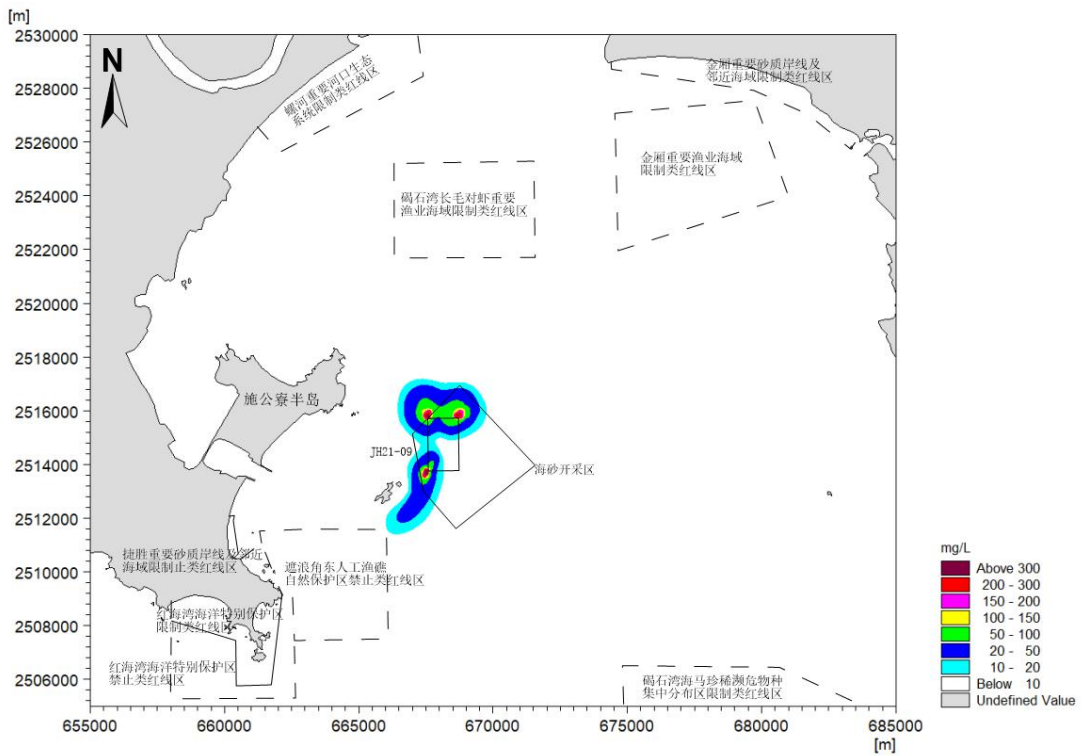 [m]
2530000
2528000
2526000
2524000
2522000
2520000
2518000
2516000
2514000
2512000
2510000
2508000
2506000
N
螺河重要河口生态
系统限制类红线区
金厢重要砂质岸线及
邻近海域限制类红线区
金厢重要渔业海域
限制类红线区
碣石湾长毛对虾重要
渔业海域限制类红线区
施公寮半岛
JH21-09
海砂开采区
捷胜重要砂质岸线及邻近
海域限制止类红线区
遮浪角东人工渔礁
自然保护区禁止类红线区
红海湾海洋特别保护区
限制类红线区
红海湾海洋特别保护区
禁止类红线区
碣石湾海马珍稀濒危物种
集中分布区限制类红线区
655000 660000 665000 670000 675000 680000 685000
[m]
mg/L
Above 300
200 - 300
150 - 200
100 - 150
50 - 100
20 - 50
10 - 20
Below 10
Undefined Value